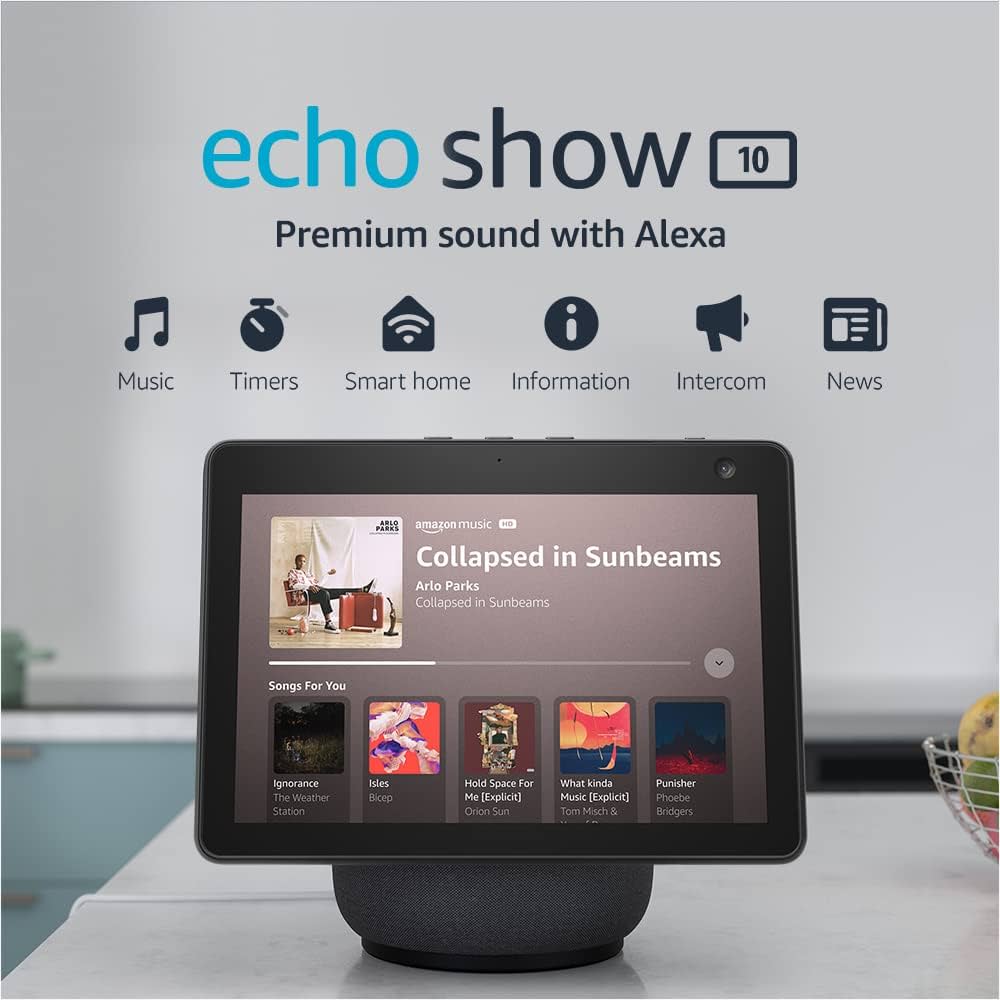 echo show 10
Premium sound with Alexa
Music Timers Smart home Information Intercom News
ARLO
PARKS
amazon music HD
Collapsed in Sunbeams
Arlo Parks
Collapsed in Sunbeams
Songs For You
Ignorance
The Weather
Station
Isles
Bicep
Hold Space For
Me [Explicit]
Orion Sun
What kinda
Music [Explicit]
Tom Misch &
Punisher
Phoebe
Bridgers